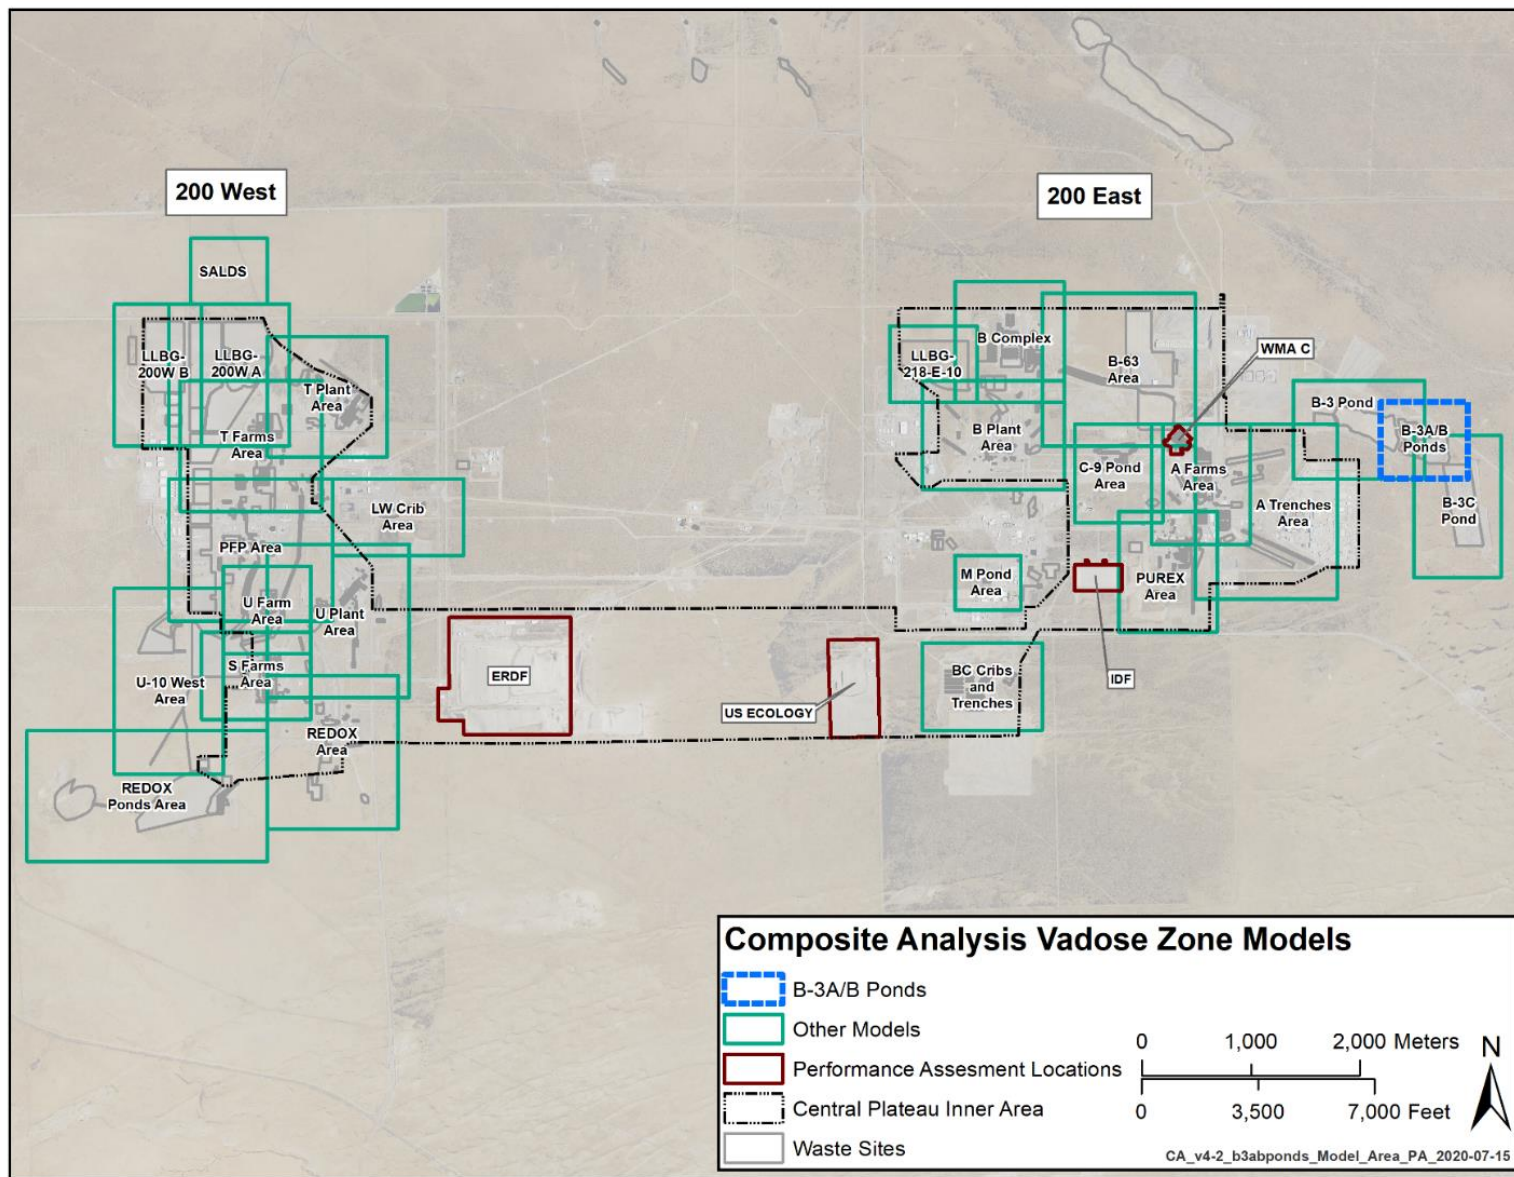 200 West
200 East
SALDS
LLBG-
200W B
LLBG-
200W A
T Plant
Area
T Farms
Area
LW Crib
Area
PFP Area
U Farm
Area
U Plant
Area
S Farms
Area
U-10 West
Area
REDOX
Area
REDOX
Ponds Area
ERDF
US ECOLOGY
B Complex
LLBG-
218-E-10
B-63
Area
WMA C
B Plant
Area
C-9 Pond
Area
A Farms
Area
A Trenches
Area
B-3 Pond
B-3A/B
Ponds
B-3C
Pond
M Pond
Area
PUREX
Area
IDF
BC Cribs
and
Trenches
Composite Analysis Vadose Zone Models
B-3A/B Ponds
Other Models
Performance Assesment Locations
Central Plateau Inner Area
Waste Sites
0 1,000 2,000 Meters
0 3,500 7,000 Feet
N
CA_v4-2_b3abponds_Model_Area_PA_2020-07-15